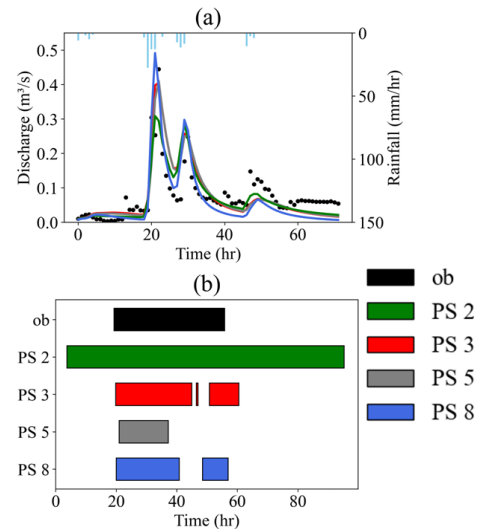 (a)
0.5
0.4
0.3
0.2
0.1
0.0
Discharge (m³/s)
0
50
100
150
Rainfall (mm/hr)
0 20 40 60
Time (hr)
(b)
ob
PS 2
PS 3
PS 5
PS 8
0 20 40 60 80
Time (hr)
ob
PS 2
PS 3
PS 5
PS 8